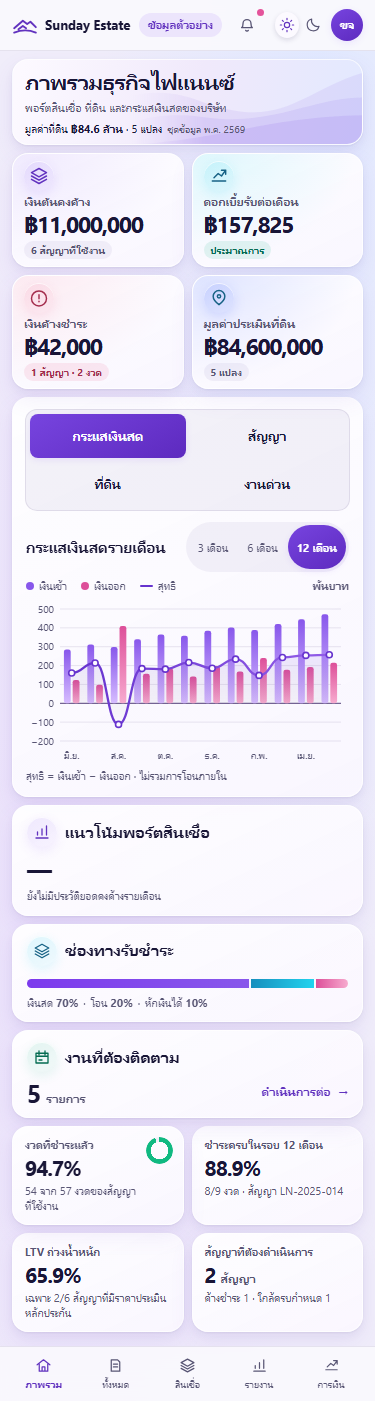 Sunday Estate
ข้อมูลตัวอย่าง
ขจ
ภาพรวมธุรกิจไฟแนนซ์
พอร์ตสินเชื่อ ที่ดิน และกระแสเงินสดของบริษัท
มูลค่าที่ดิน ฿84.6 ล้าน · 5 แปลง ชุดข้อมูล พ.ค. 2569
เงินต้นคงค้าง
฿11,000,000
6 สัญญาที่ใช้งาน
ดอกเบี้ยรับต่อเดือน
฿157,825
ประมาณการ
เงินค้างชำระ
฿42,000
1 สัญญา · 2 งวด
มูลค่าประเมินที่ดิน
฿84,600,000
5 แปลง
กระแสเงินสด
สัญญา
ที่ดิน
งานด่วน
กระแสเงินสดรายเดือน
3 เดือน
6 เดือน
12 เดือน
เงินเข้า
เงินออก
สุทธิ
พันบาท
500
400
300
200
100
0
−100
−200
มิ.ย.
ส.ค.
ต.ค.
ธ.ค.
ก.พ.
เม.ย.
สุทธิ = เงินเข้า − เงินออก · ไม่รวมการโอนภายใน
แนวโน้มพอร์ตสินเชื่อ
—
ยังไม่มีประวัติยอดคงค้างรายเดือน
ช่องทางรับชำระ
เงินสด 70% · โอน 20% · หักเงินได้ 10%
งานที่ต้องติดตาม
5 รายการ
ดำเนินการต่อ →
งวดที่ชำระแล้ว
94.7%
54 จาก 57 งวดของสัญญา
ที่ใช้งาน
ชำระครบในรอบ 12 เดือน
88.9%
8/9 งวด · สัญญา LN-2025-014
LTV ถ่วงน้ำหนัก
65.9%
เฉพาะ 2/6 สัญญาที่มีราคาประเมิน
หลักประกัน
สัญญาที่ต้องดำเนินการ
2 สัญญา
ค้างชำระ 1 · ใกล้ครบกำหนด 1
ภาพรวม
ทั้งหมด
สินเชื่อ
รายงาน
การเงิน